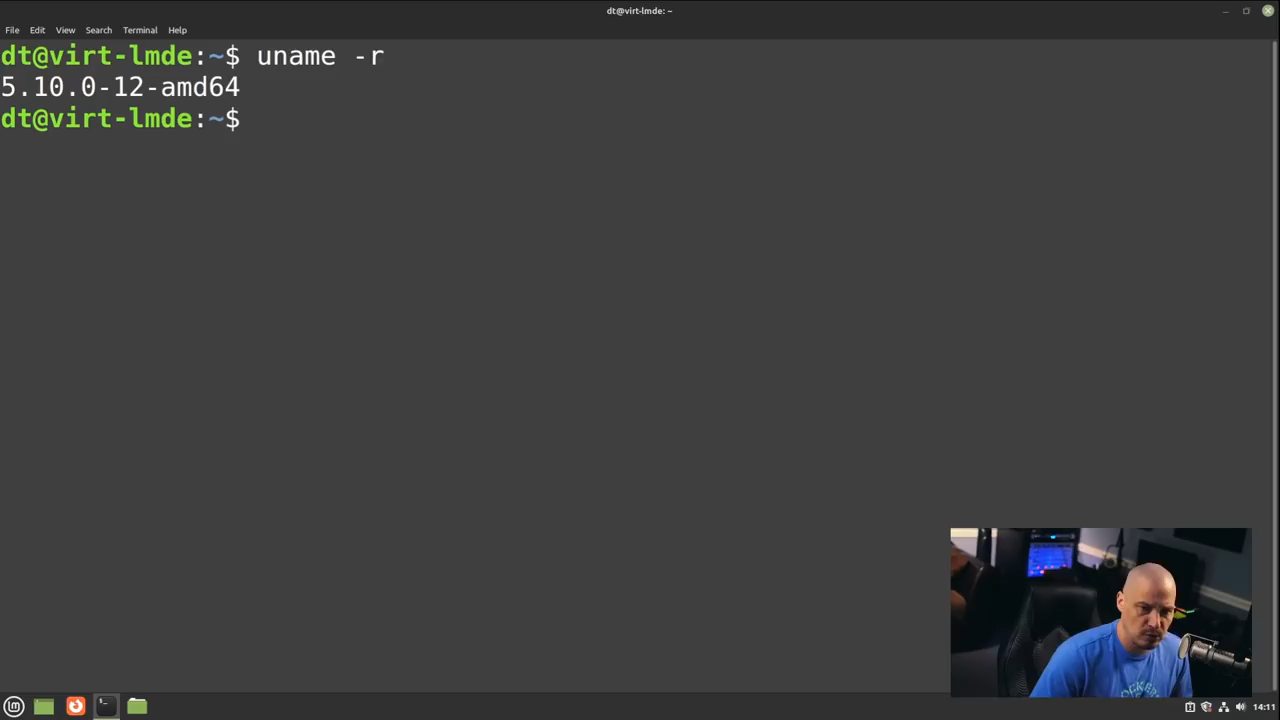 dt@virt-lmde: ~
File Edit View Search Terminal Help
dt@virt-lmde:~$ uname -r
5.10.0-12-amd64
dt@virt-lmde:~$
14:11